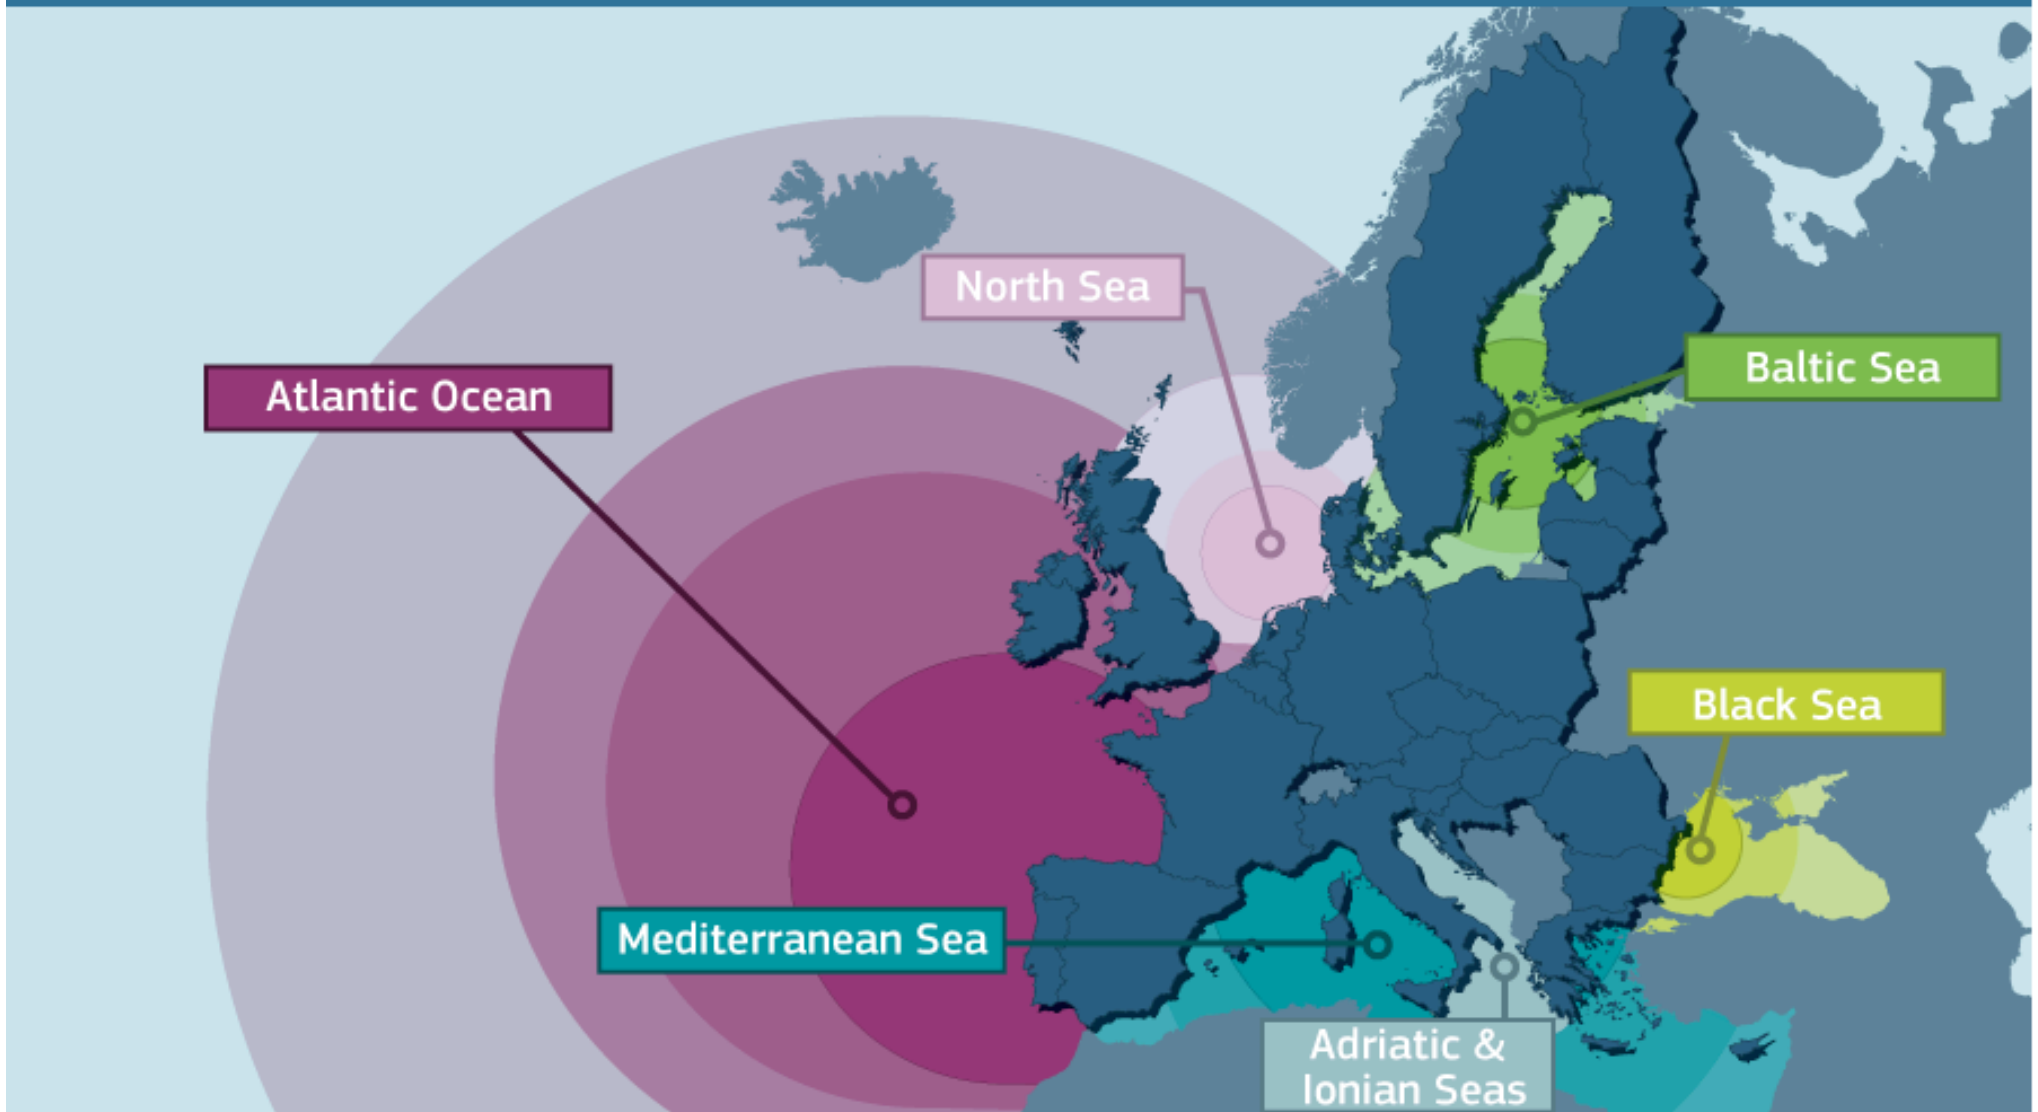 North Sea
Baltic Sea
Atlantic Ocean
Black Sea
Mediterranean Sea
Adriatic &
Ionian Seas